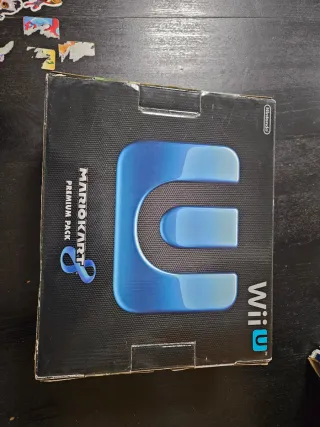 Nintendo
Wii U
MARIOKART 8
PREMIUM PACK